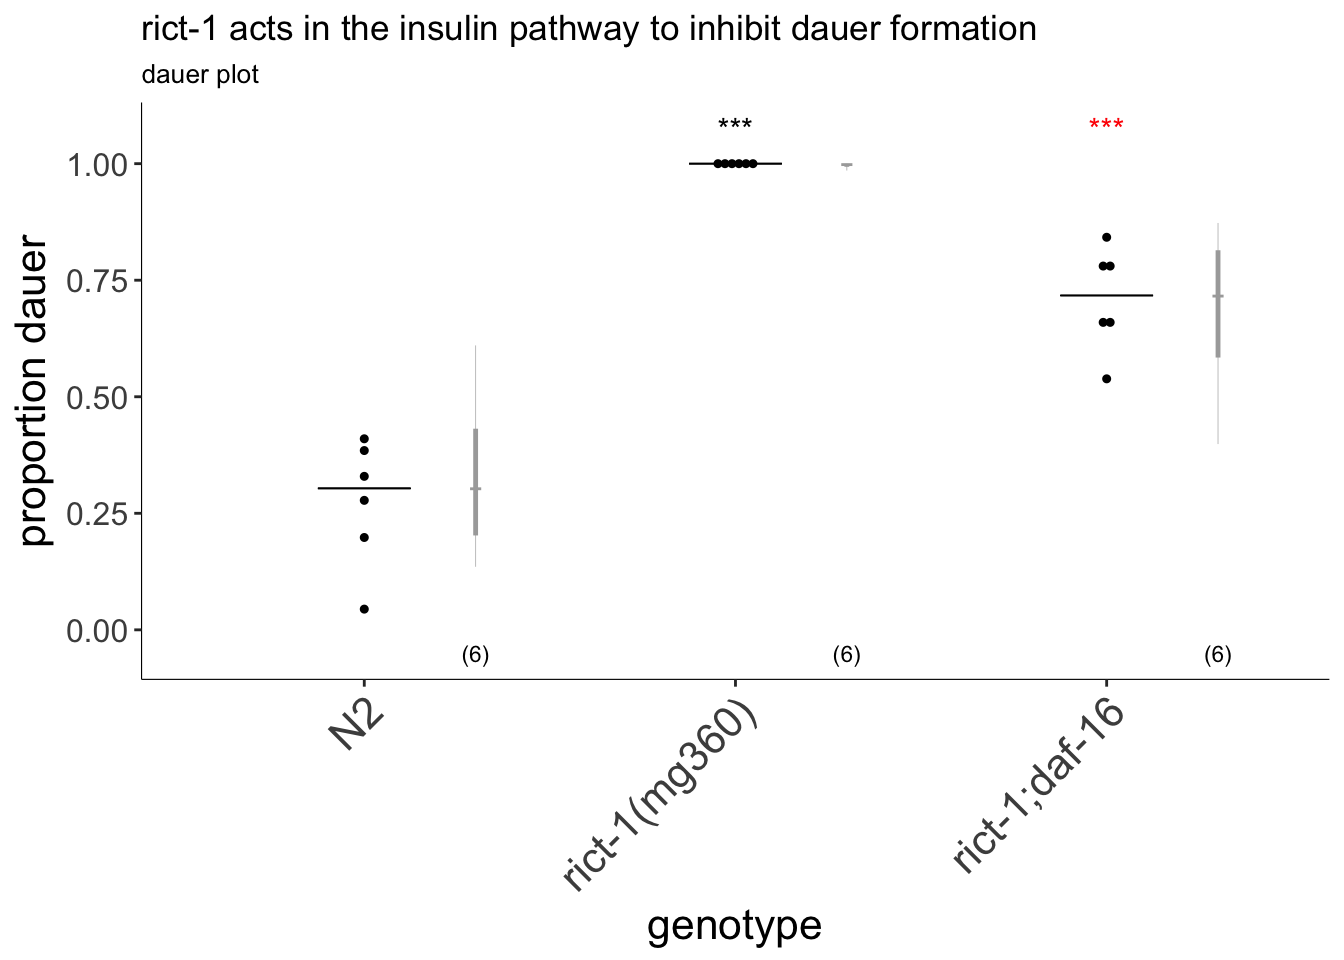 rict-1 acts in the insulin pathway to inhibit dauer formation
dauer plot
*** ***
1.00
0.75
0.50
0.25
0.00
proportion dauer
(6) (6) (6)
N2
rict-1(mg360)
rict-1;daf-16
genotype